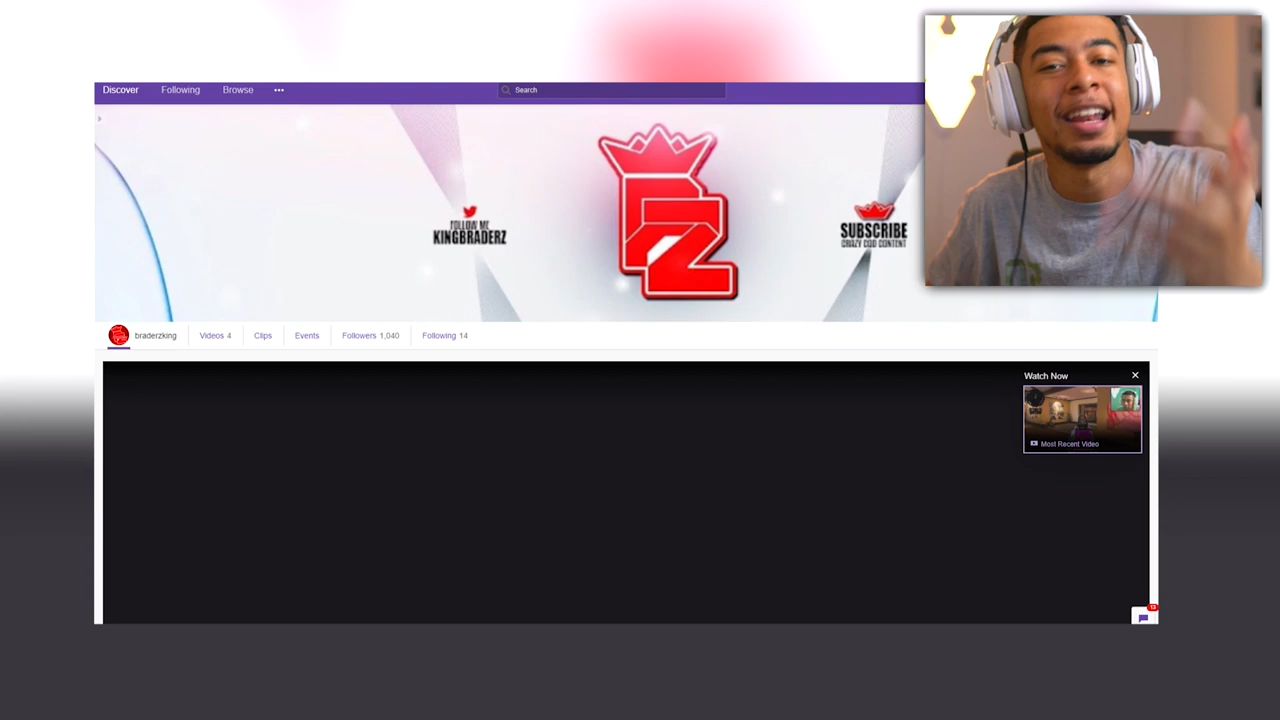 Discover Following Browse
Search
FOLLOW ME
KINGBRADERZ
SUBSCRIBE
CRAZY COD CONTENT
braderzking Videos 4 Clips Events Followers 1,040 Following 14
Watch Now
Most Recent Video
13